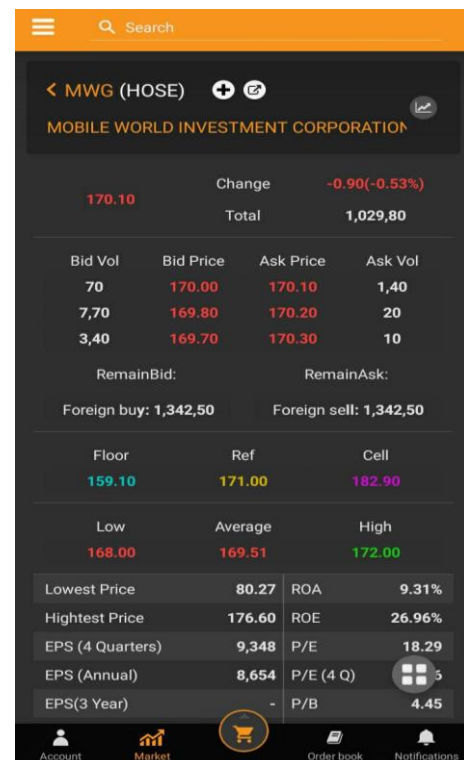 Search
MWG (HOSE)
MOBILE WORLD INVESTMENT CORPORATION
170.10
Change -0.90(-0.53%)
Total 1,029,80
Bid Vol Bid Price Ask Price Ask Vol
70 170.00 170.10 1,40
7,70 169.80 170.20 20
3,40 169.70 170.30 10
RemainBid: RemainAsk:
Foreign buy: 1,342,50 Foreign sell: 1,342,50
Floor Ref Cell
159.10 171.00 182.90
Low Average High
168.00 169.51 172.00
Lowest Price 80.27 ROA 9.31%
Hightest Price 176.60 ROE 26.96%
EPS (4 Quarters) 9,348 P/E 18.29
EPS (Annual) 8,654 P/E (4 Q)
EPS(3 Year) - P/B 4.45
Account Market Order book Notifications